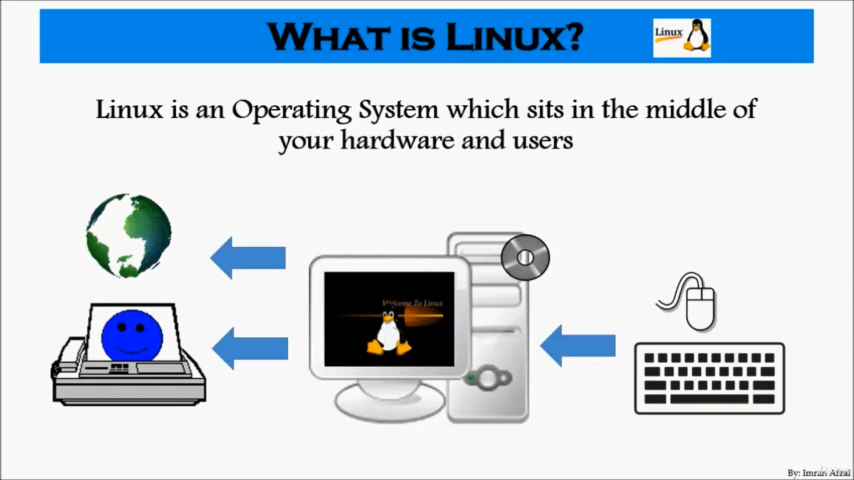 WHAT IS LINUX?
Linux
Linux is an Operating System which sits in the middle of
your hardware and users
Welcome To Linux
By: Imran Afzal